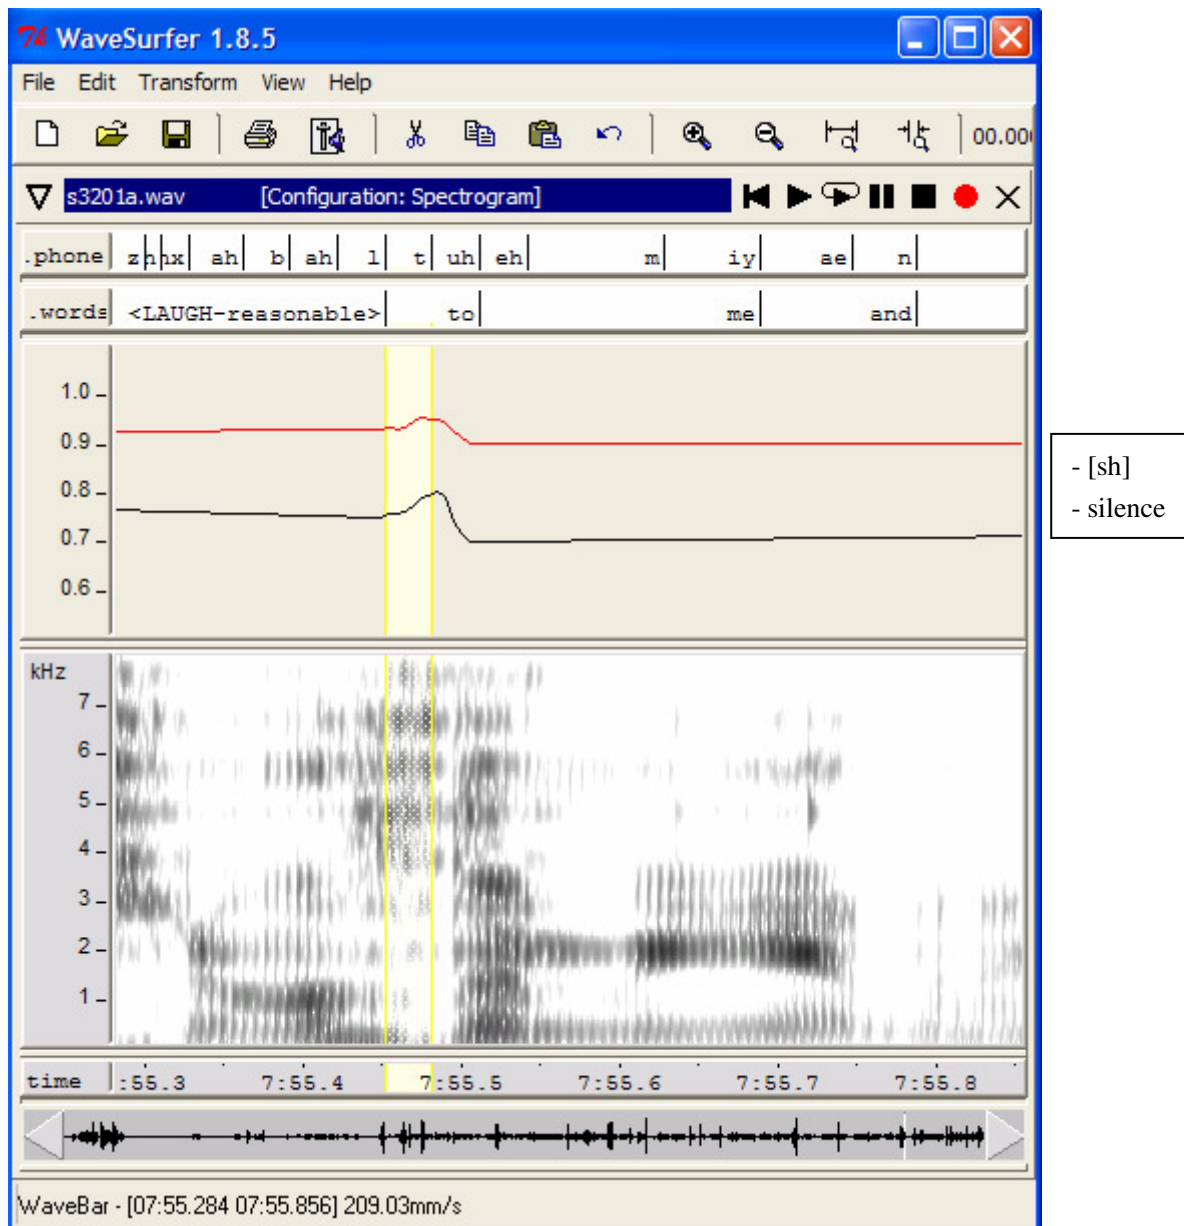 WaveSurfer 1.8.5
File Edit Transform View Help
00.00
s3201a.wav [Configuration: Spectrogram]
.phone z h hx ah b ah l t uh eh m iy ae n
.words <LAUGH-reasonable> to me and
1.0
0.9
0.8
0.7
0.6
- [sh]
- silence
kHz
7
6
5
4
3
2
1
time :55.3 7:55.4 7:55.5 7:55.6 7:55.7 7:55.8
WaveBar - [07:55.284 07:55.856] 209.03mm/s